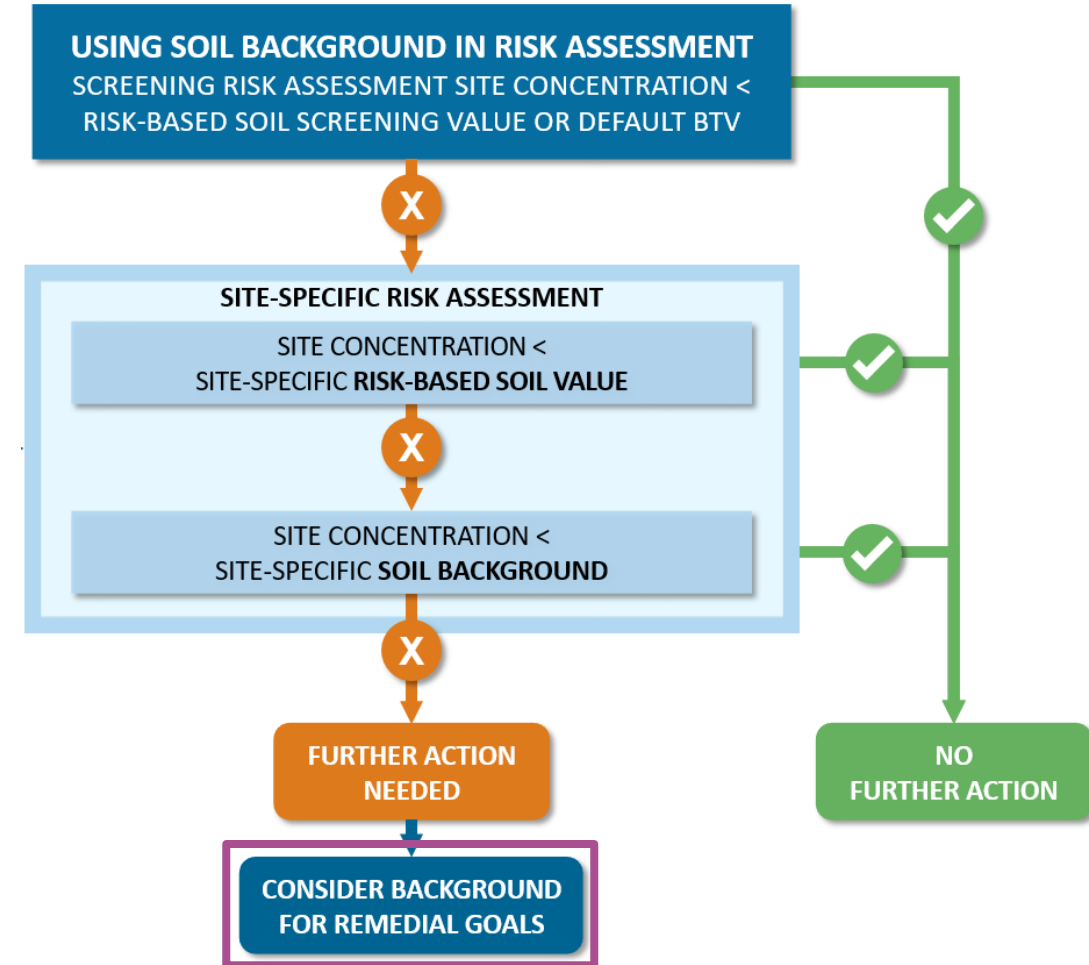 USING SOIL BACKGROUND IN RISK ASSESSMENT
SCREENING RISK ASSESSMENT SITE CONCENTRATION <
RISK-BASED SOIL SCREENING VALUE OR DEFAULT BTV
X
SITE-SPECIFIC RISK ASSESSMENT
SITE CONCENTRATION <
SITE-SPECIFIC RISK-BASED SOIL VALUE
X
SITE CONCENTRATION <
SITE-SPECIFIC SOIL BACKGROUND
X
FURTHER ACTION
NEEDED
NO
FURTHER ACTION
CONSIDER BACKGROUND
FOR REMEDIAL GOALS